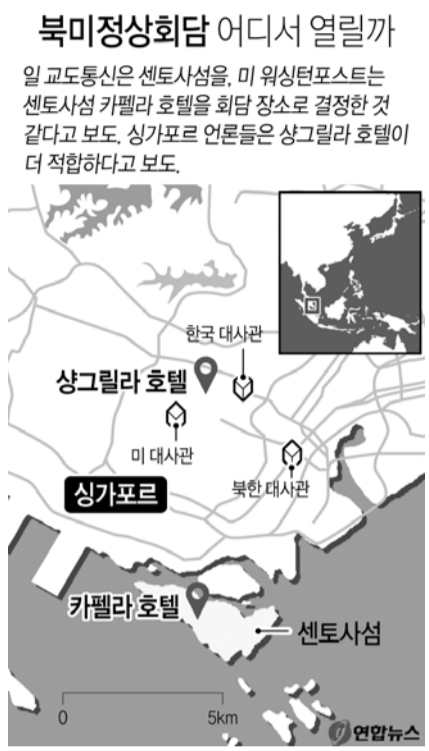 북미정상회담 어디서 열릴까
일 교도통신은 센토사섬을, 미 워싱턴포스트는
센토사섬 카펠라 호텔을 회담 장소로 결정한 것
같다고 보도. 싱가포르 언론들은 샹그릴라 호텔이
더 적합하다고 보도.
한국 대사관
샹그릴라 호텔
미 대사관
북한 대사관
싱가포르
카펠라 호텔
센토사섬
0 5km
연합뉴스